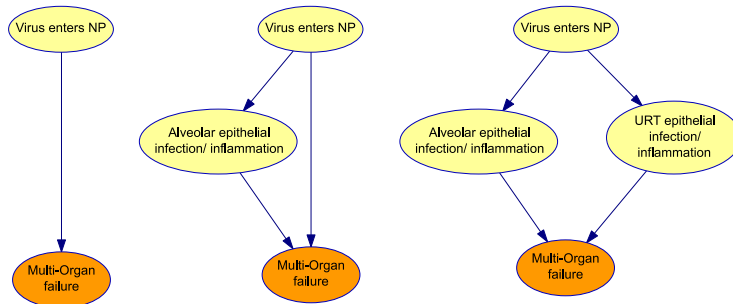 Virus enters NP
Multi-Organ
failure
Virus enters NP
Alveolar epithelial
infection/ inflammation
Multi-Organ
failure
Virus enters NP
Alveolar epithelial
infection/ inflammation
URT epithelial
infection/
inflammation
Multi-Organ
failure